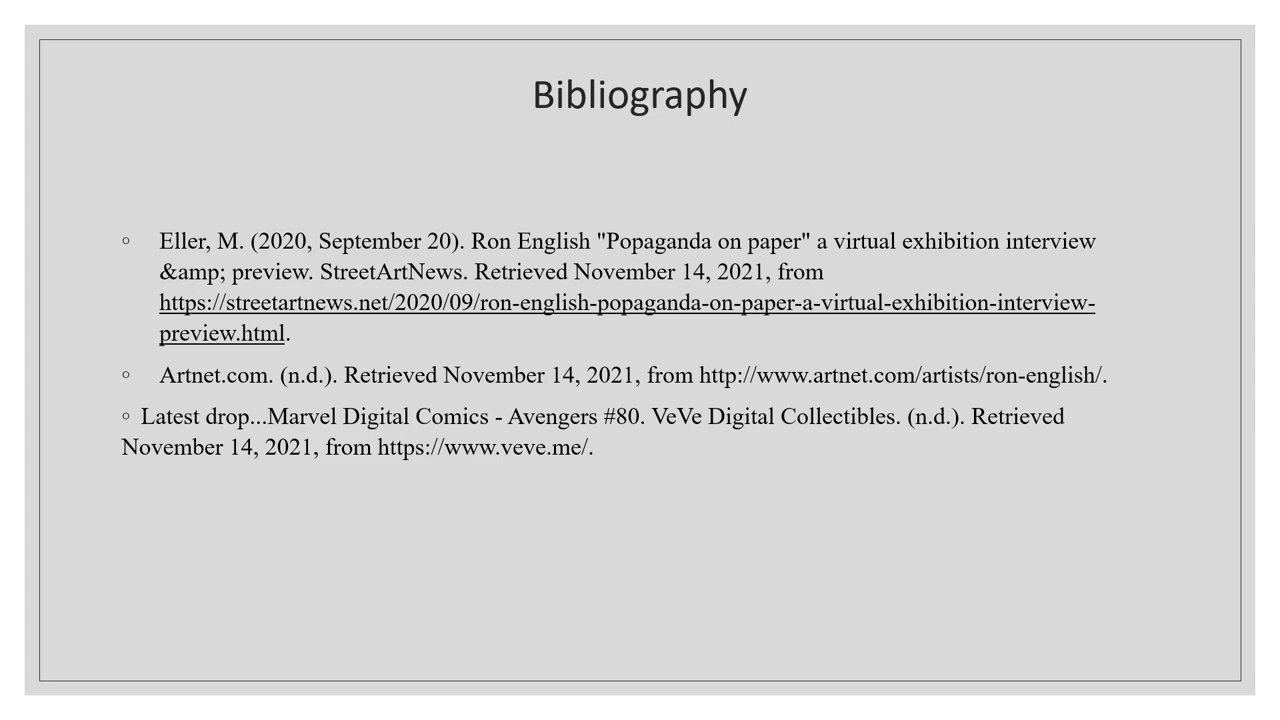 Bibliography
◦ Eller, M. (2020, September 20). Ron English "Popaganda on paper" a virtual exhibition interview
&amp; preview. StreetArtNews. Retrieved November 14, 2021, from
https://streetartnews.net/2020/09/ron-english-popaganda-on-paper-a-virtual-exhibition-interview-
preview.html.
◦ Artnet.com. (n.d.). Retrieved November 14, 2021, from http://www.artnet.com/artists/ron-english/.
◦ Latest drop...Marvel Digital Comics - Avengers #80. VeVe Digital Collectibles. (n.d.). Retrieved
November 14, 2021, from https://www.veve.me/.